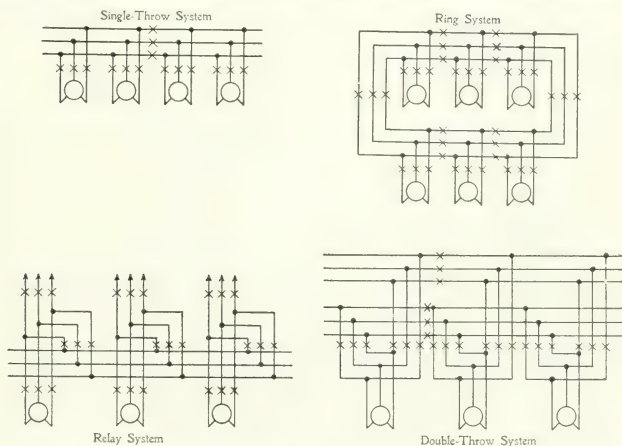 Single-Throw System
Ring System
Relay System
Double-Throw System